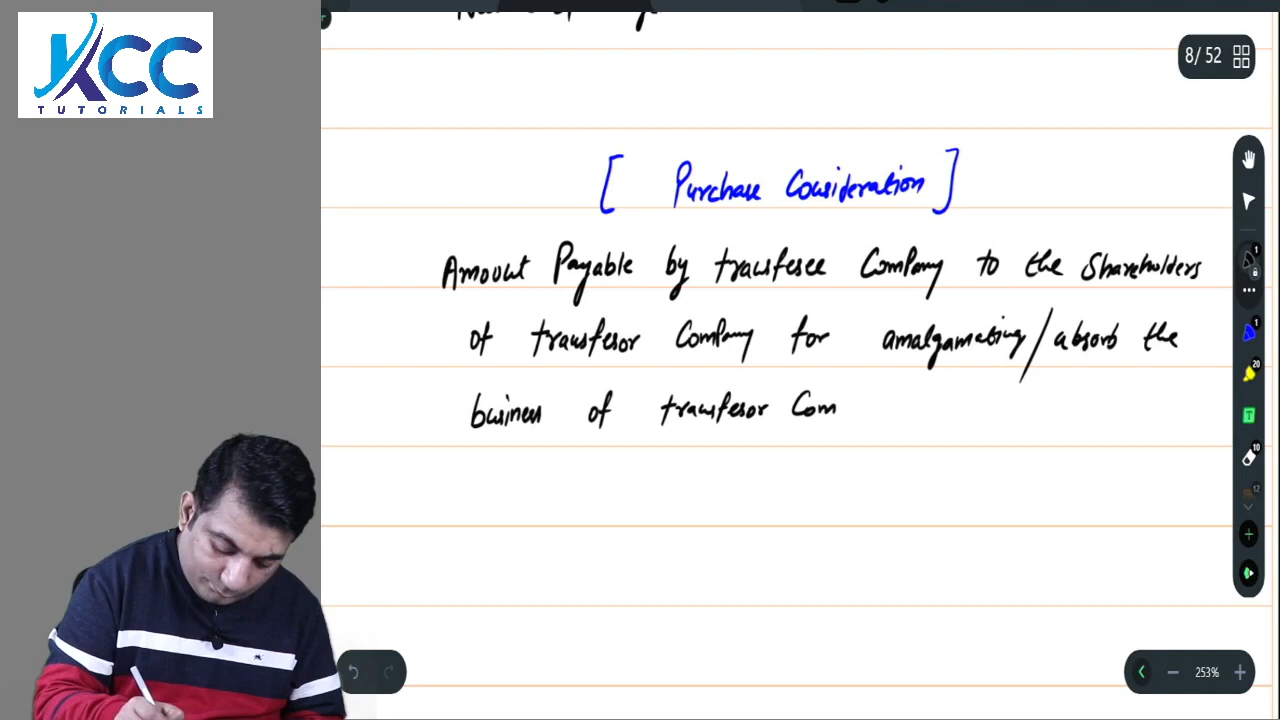 KCC
TUTORIALS
8/ 52
[ Purchase Consideration ]
Amount Payable by transferee Company to the Shareholders
of transferor Company for amalgamating/absorb the
business of transferor Com
253%